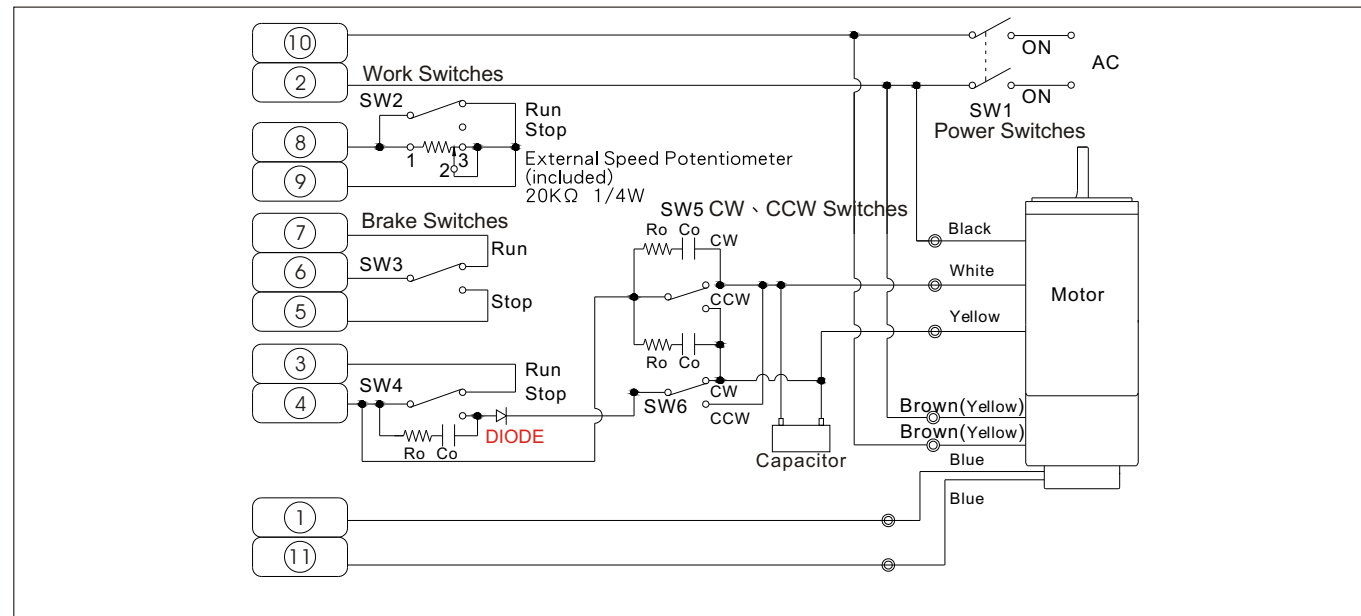 ⑩
ON
AC
②
Work Switches
SW2
Run
Stop
ON
SW1
Power Switches
⑧
1
3
2
External Speed Potentiometer
(included)
20KΩ 1/4W
⑨
SW5 CW、CCW Switches
⑦
Brake Switches
Run
Ro
Co
CW
Black
⑥
SW3
White
CCW
Motor
⑤
Stop
Yellow
③
Run
Stop
Ro
Co
④
SW4
SW6
CW
CCW
Brown(Yellow)
DIODE
Ro
Co
Capacitor
Brown(Yellow)
Blue
Blue
①
⑪